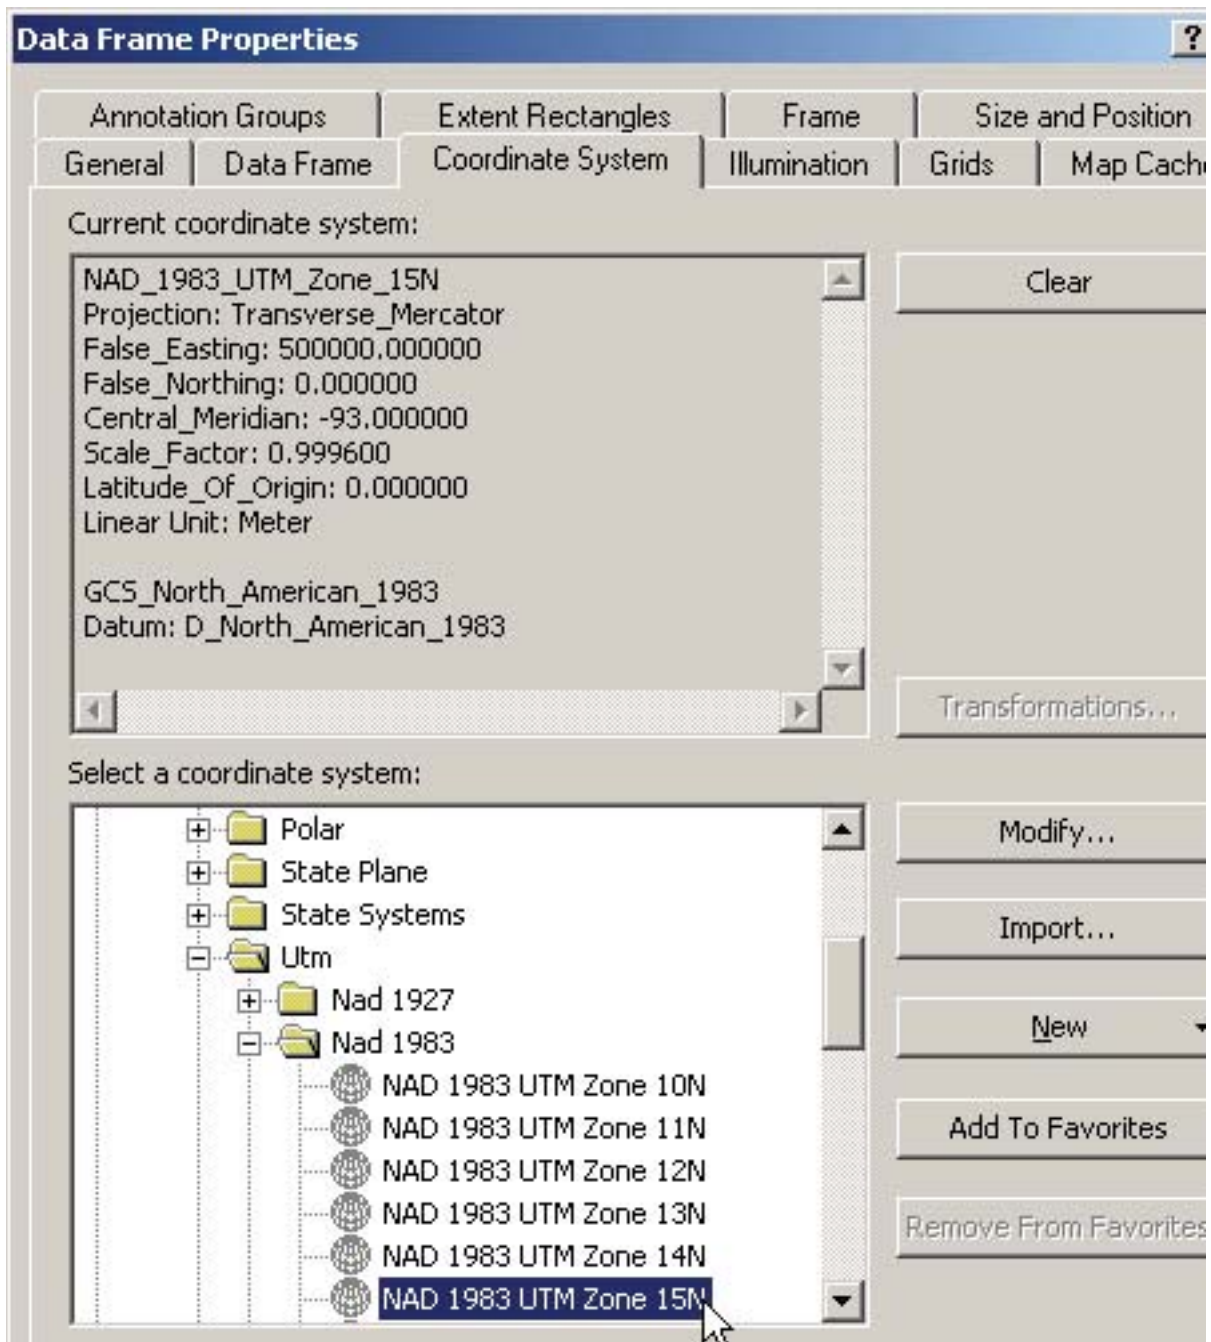 Data Frame Properties
?
Annotation Groups
Extent Rectangles
Frame
Size and Position
General
Data Frame
Coordinate System
Illumination
Grids
Map Cach
Current coordinate system:
NAD_1983_UTM_Zone_15N
Projection: Transverse_Mercator
False_Easting: 500000.000000
False_Northing: 0.000000
Central_Meridian: -93.000000
Scale_Factor: 0.999600
Latitude_Of_Origin: 0.000000
Linear Unit: Meter
GCS_North_American_1983
Datum: D_North_American_1983
Clear
Transformations...
Select a coordinate system:
Polar
State Plane
State Systems
Utm
Nad 1927
Nad 1983
NAD 1983 UTM Zone 10N
NAD 1983 UTM Zone 11N
NAD 1983 UTM Zone 12N
NAD 1983 UTM Zone 13N
NAD 1983 UTM Zone 14N
NAD 1983 UTM Zone 15N
Modify...
Import...
New
Add To Favorites
Remove From Favorites